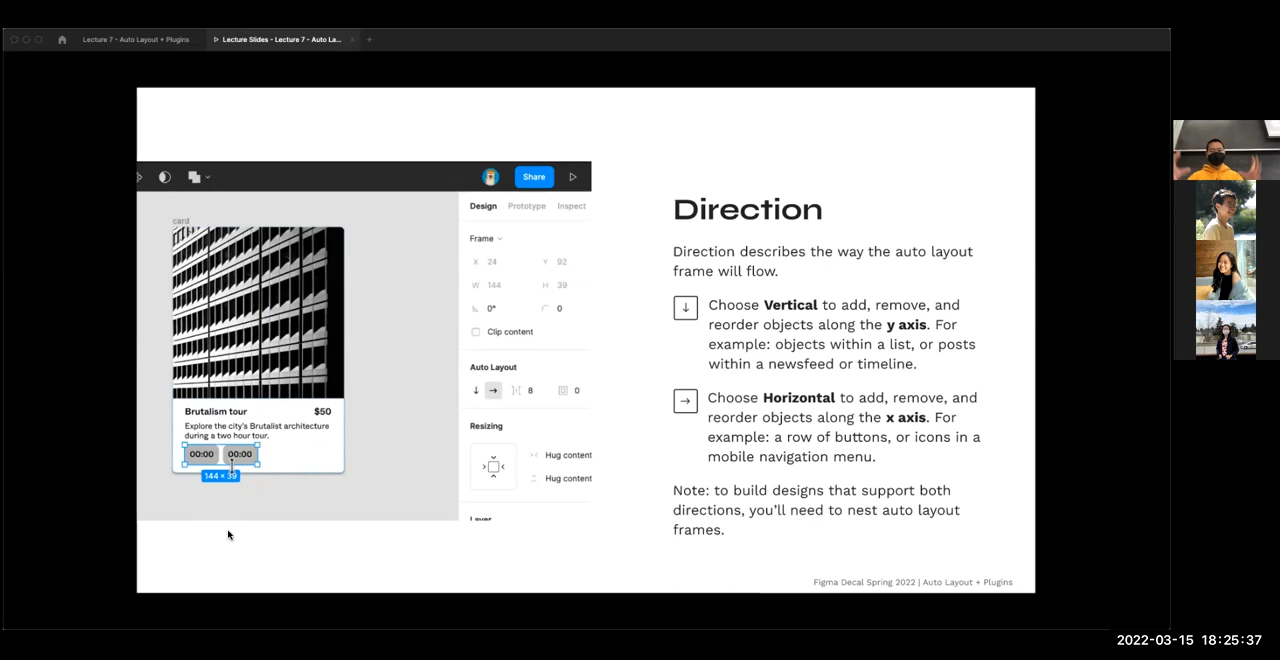 Lecture 7 - Auto Layout + Plugins
Lecture Slides - Lecture 7 - Auto La...
Share
Design Prototype Inspect
card
Frame
X 24 Y 92
W 144 H 39
0° 0
Clip content
Auto Layout
8 0
Resizing
Hug content
Hug content
Layer
Brutalism tour $50
Explore the city's Brutalist architecture
during a two hour tour.
00:00 00:00
144 × 39
Direction
Direction describes the way the auto layout
frame will flow.
Choose Vertical to add, remove, and
reorder objects along the y axis. For
example: objects within a list, or posts
within a newsfeed or timeline.
Choose Horizontal to add, remove, and
reorder objects along the x axis. For
example: a row of buttons, or icons in a
mobile navigation menu.
Note: to build designs that support both
directions, you'll need to nest auto layout
frames.
Figma Decal Spring 2022 | Auto Layout + Plugins
2022-03-15 18:25:37